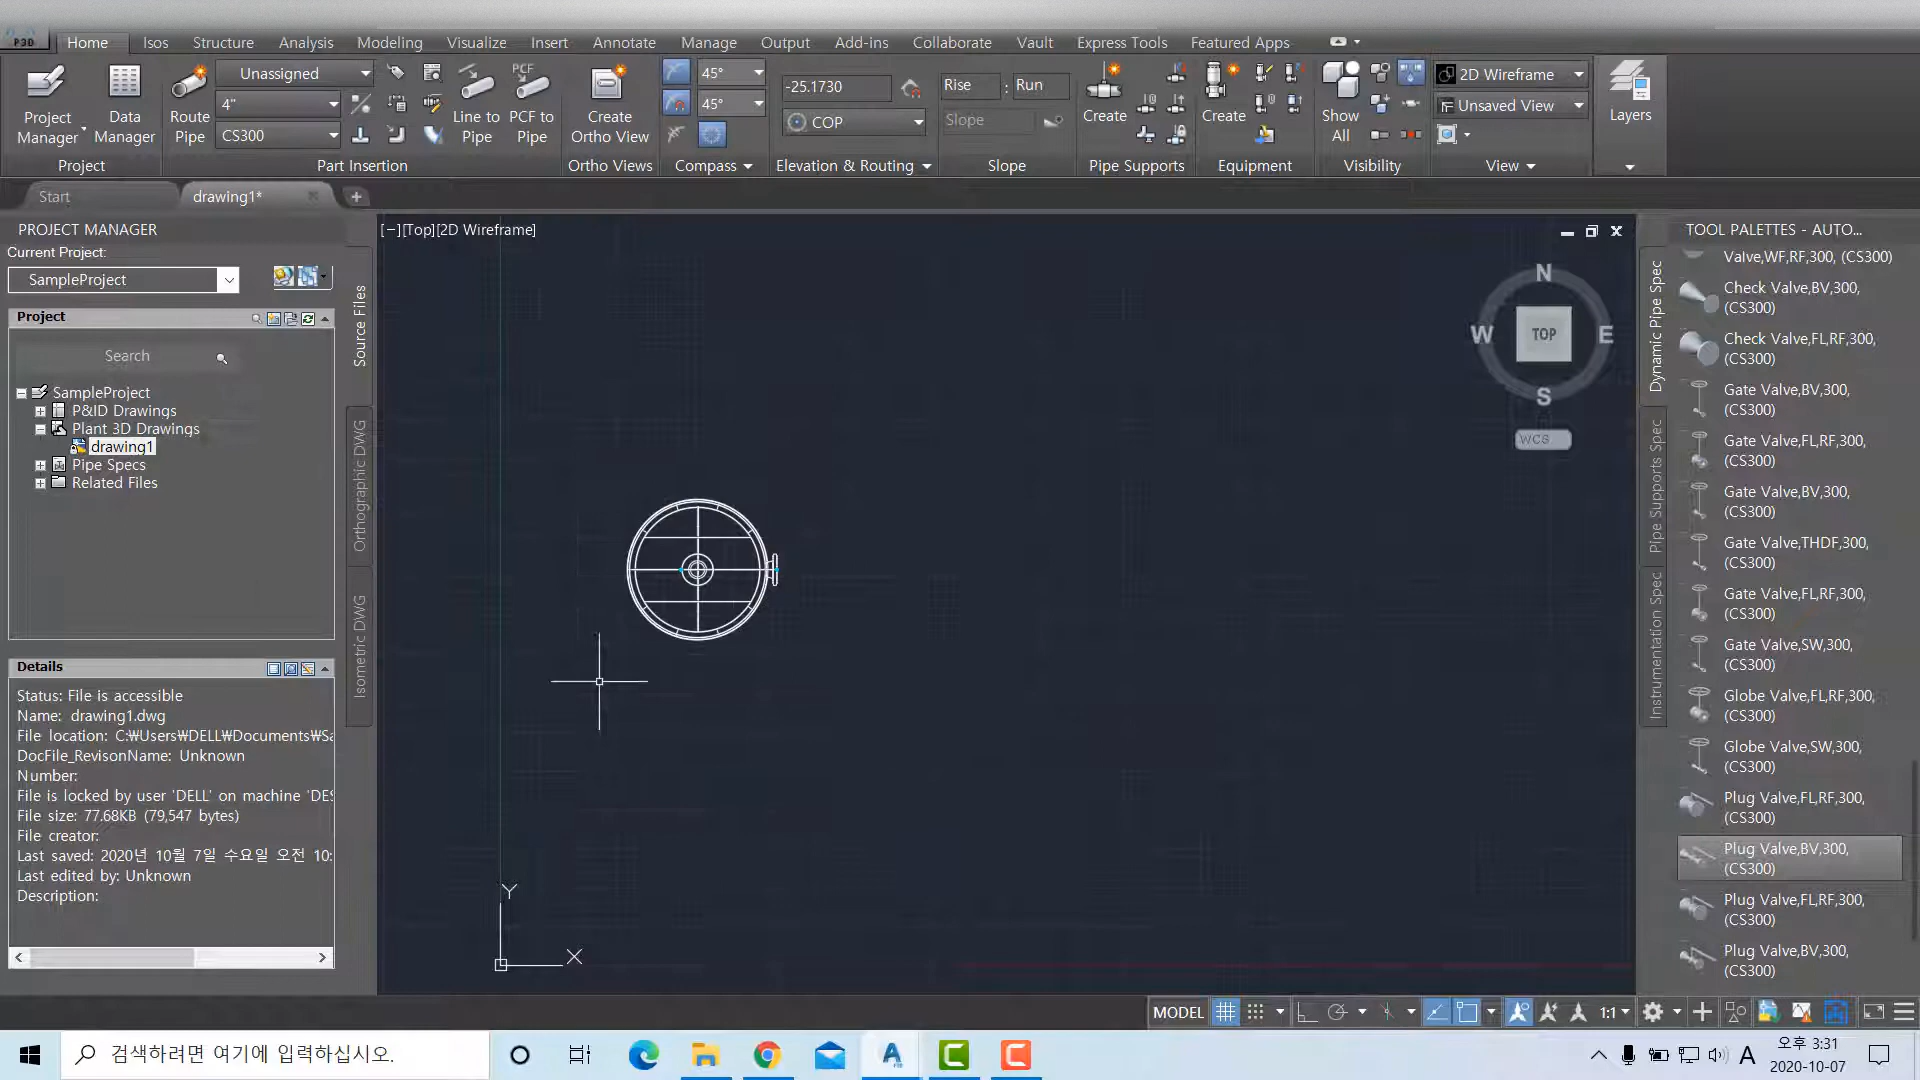 P3D
Home Isos Structure Analysis Modeling Visualize Insert Annotate Manage Output Add-ins Collaborate Vault Express Tools Featured Apps
Project Manager
Data Manager
Project
Route Pipe
Unassigned
4"
CS300
Line to Pipe
PCF
PCF to Pipe
Part Insertion
Create Ortho View
Ortho Views
45°
45°
Compass
-25.1730
COP
Elevation & Routing
Rise : Run
Slope
Slope
Create
Pipe Supports
Create
Equipment
Show All
Visibility
2D Wireframe
Unsaved View
View
Layers
Start drawing1*
PROJECT MANAGER
Current Project:
SampleProject
Project
Search
SampleProject
P&ID Drawings
Plant 3D Drawings
drawing1
Pipe Specs
Related Files
Source Files
Orthographic DWG
Isometric DWG
Details
Status: File is accessible
Name: drawing1.dwg
File location: C:₩Users₩DELL₩Documents₩Sa
DocFile_RevisonName: Unknown
Number:
File is locked by user 'DELL' on machine 'DES
File size: 77.68KB (79,547 bytes)
File creator:
Last saved: 2020년 10월 7일 수요일 오전 10:
Last edited by: Unknown
Description:
[−][Top][2D Wireframe]
N
W TOP E
S
WCS
Y
X
TOOL PALETTES - AUTO...
Dynamic Pipe Spec
Pipe Supports Spec
Instrumentation Spec
Valve,WF,RF,300, (CS300)
Check Valve,BV,300,
(CS300)
Check Valve,FL,RF,300,
(CS300)
Gate Valve,BV,300,
(CS300)
Gate Valve,FL,RF,300,
(CS300)
Gate Valve,BV,300,
(CS300)
Gate Valve,THDF,300,
(CS300)
Gate Valve,FL,RF,300,
(CS300)
Gate Valve,SW,300,
(CS300)
Globe Valve,FL,RF,300,
(CS300)
Globe Valve,SW,300,
(CS300)
Plug Valve,FL,RF,300,
(CS300)
Plug Valve,BV,300,
(CS300)
Plug Valve,FL,RF,300,
(CS300)
Plug Valve,BV,300,
(CS300)
MODEL 1:1
검색하려면 여기에 입력하십시오.
A
오후 3:31
2020-10-07